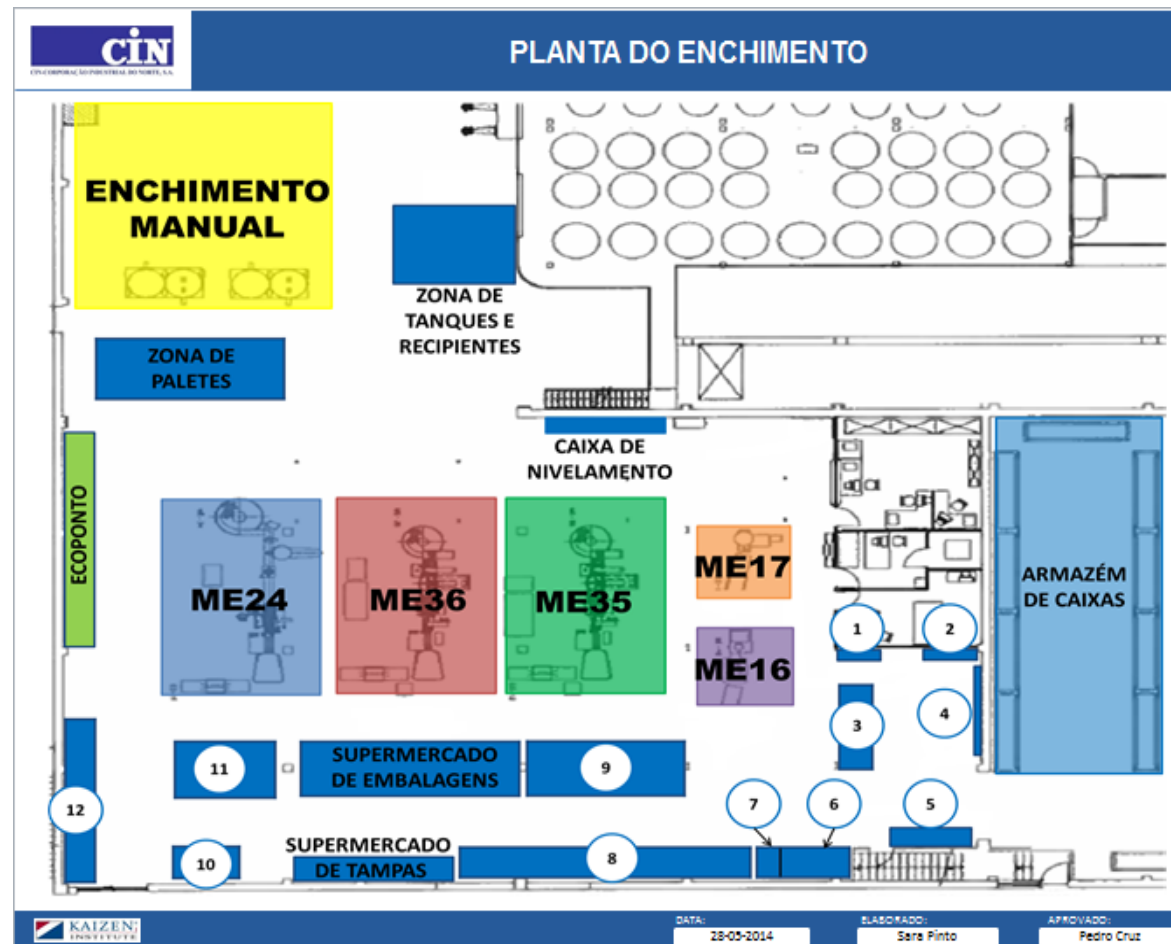 CiN
CIN-CORPORAÇÃO INDUSTRIAL DO NORTE, S.A.
PLANTA DO ENCHIMENTO
ENCHIMENTO
MANUAL
ZONA DE
TANQUES E
RECIPIENTES
ZONA DE
PALETES
CAIXA DE
NIVELAMENTO
ECOPONTO
ME24
ME36
ME35
ME17
ME16
ARMAZÉM
DE CAIXAS
1
2
3
4
5
6
7
8
9
SUPERMERCADO
DE EMBALAGENS
11
12
10
SUPERMERCADO
DE TAMPAS
KAIZEN
INSTITUTE
DATA:
28-05-2014
ELABORADO:
Sara Pinto
APROVADO:
Pedro Cruz